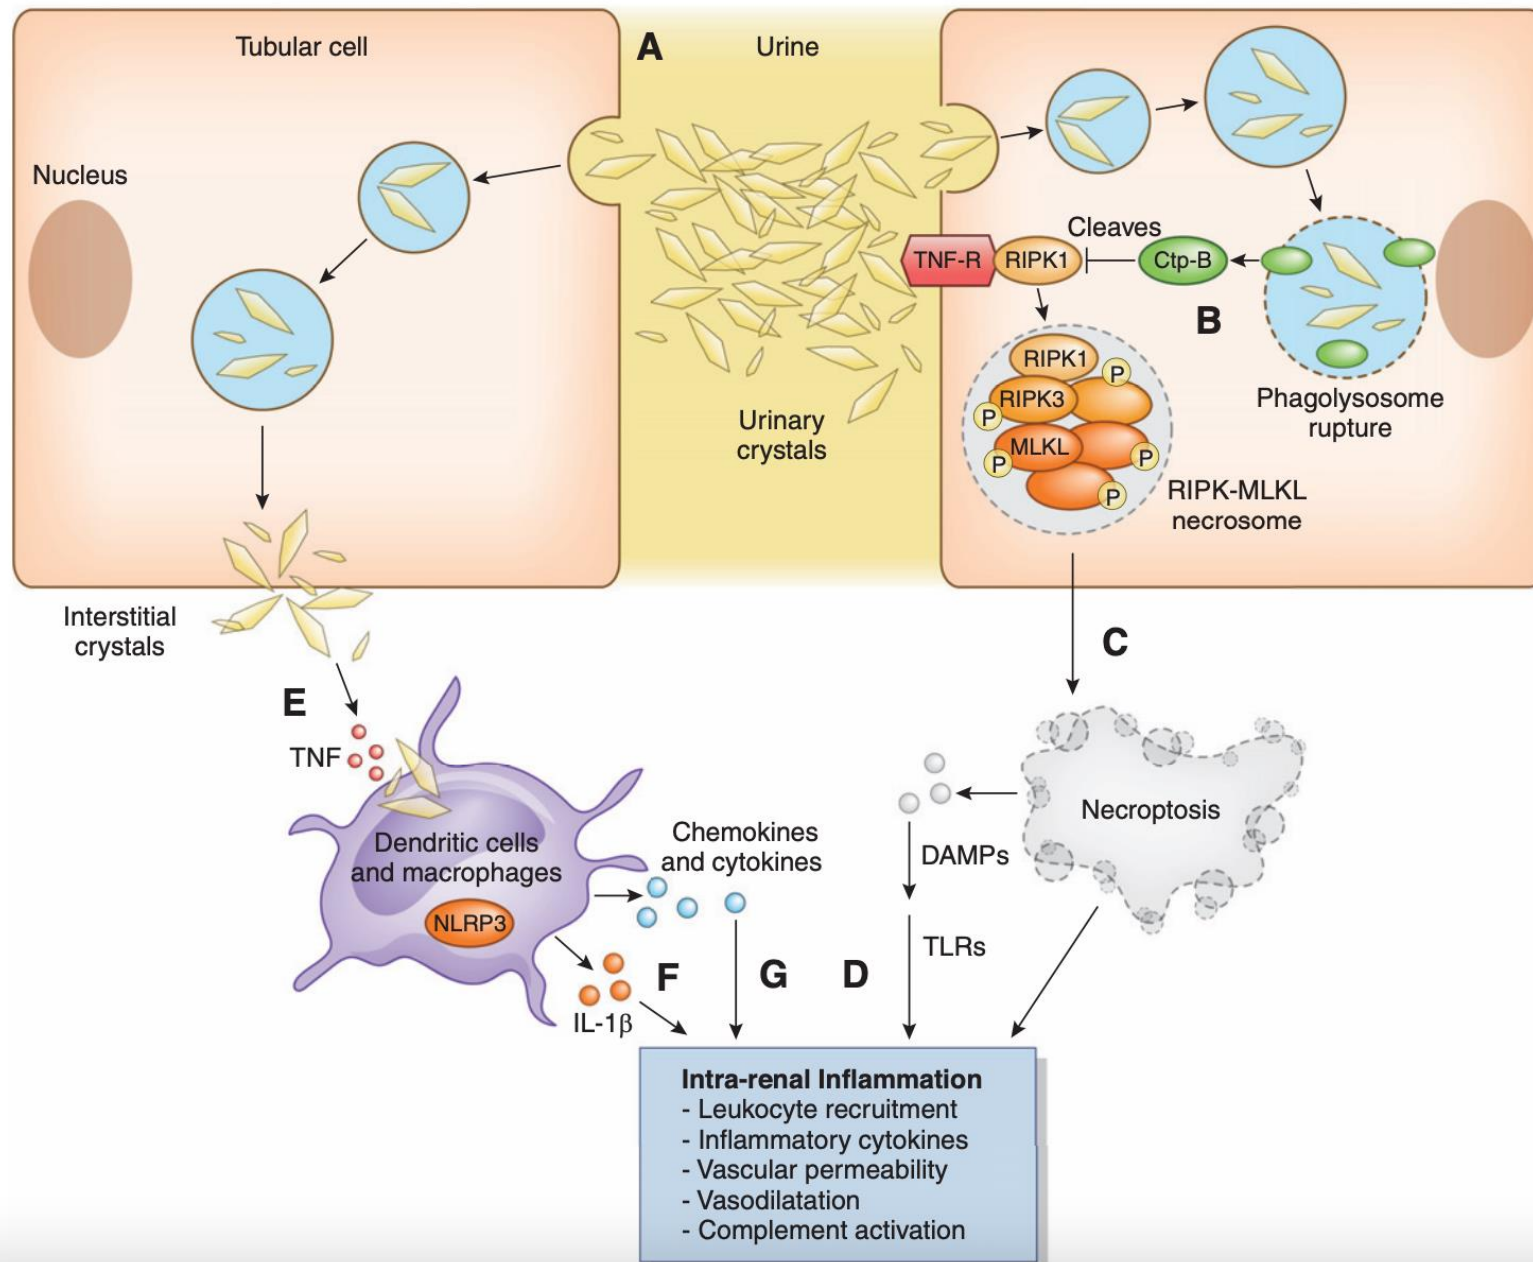 Tubular cell
A
Urine
Nucleus
Cleaves
TNF-R
RIPK1
Ctp-B
B
RIPK1
P
RIPK3
P
MLKL
P
P
P
Phagolysosome
rupture
Urinary
crystals
RIPK-MLKL
necrosome
Interstitial
crystals
C
E
TNF
Dendritic cells
and macrophages
NLRP3
Chemokines
and cytokines
Necroptosis
DAMPs
TLRs
F
G
D
IL-1β
Intra-renal Inflammation
- Leukocyte recruitment
- Inflammatory cytokines
- Vascular permeability
- Vasodilatation
- Complement activation